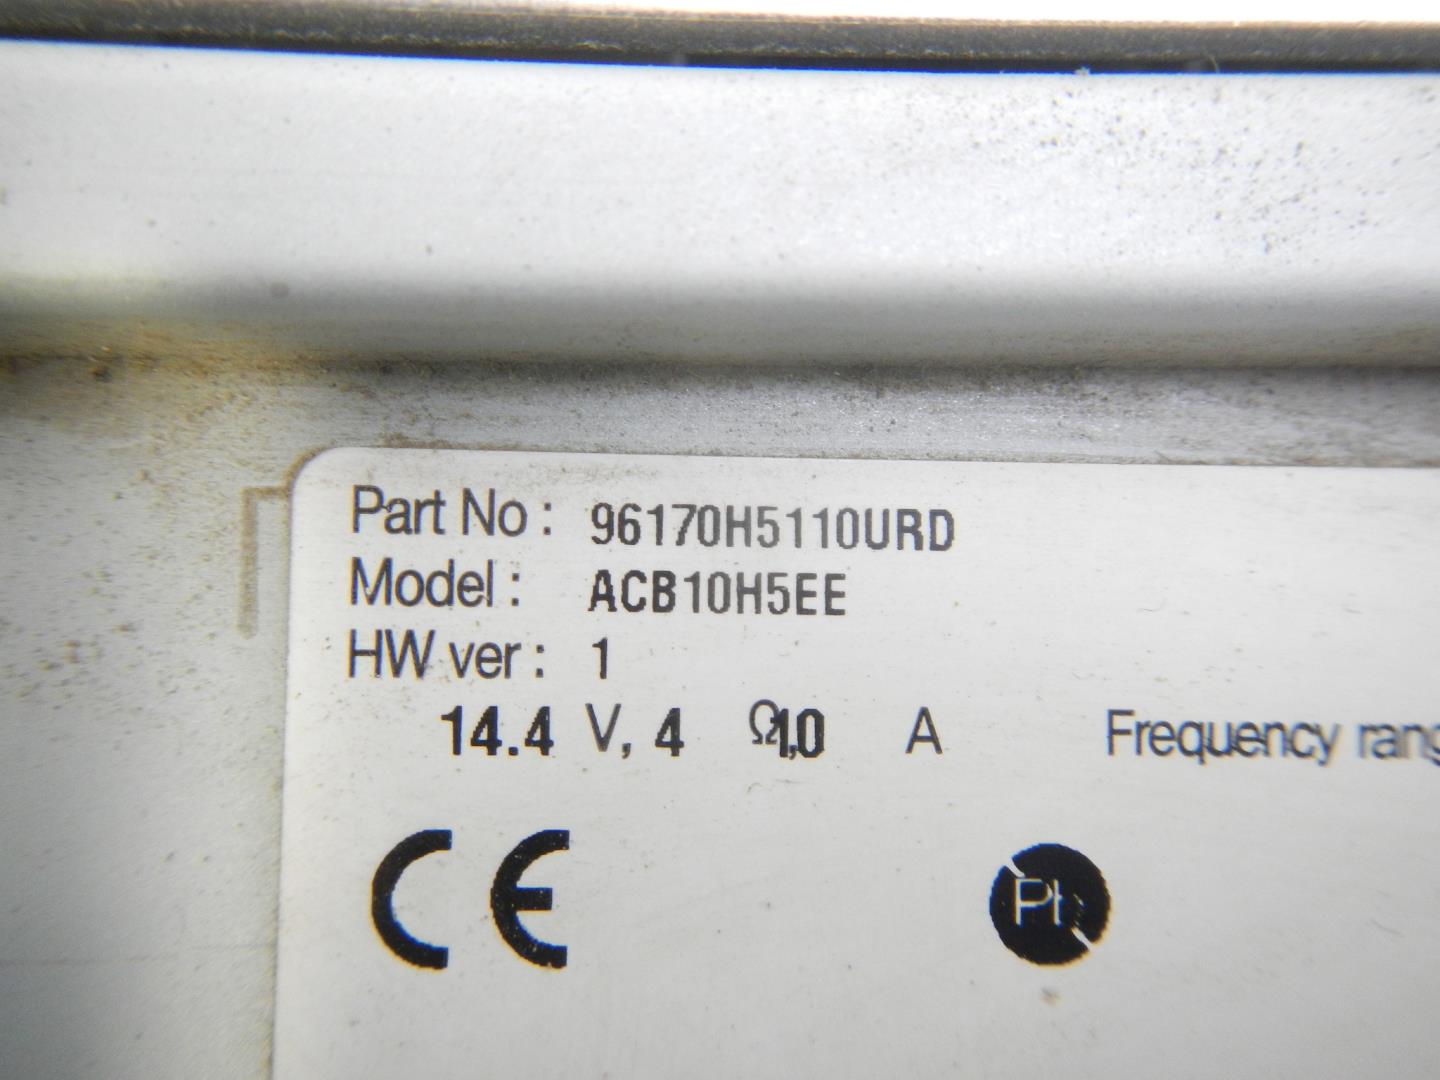 Part No : 96170H5110URD
Model : ACB10H5EE
HW ver : 1
14.4 V, 4 Ω 1,0 A Frequency rang
CE
Pb